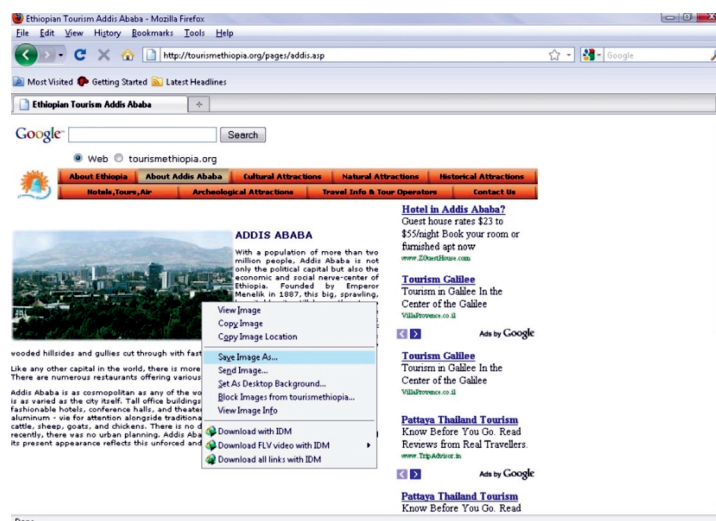 Ethiopian Tourism Addis Ababa - Mozilla Firefox
File Edit View History Bookmarks Tools Help
http://tourismethiopia.org/pages/addis.asp
Google
Most Visited Getting Started Latest Headlines
Ethiopian Tourism Addis Ababa
Google Search
Web tourismethiopia.org
About Ethiopia About Addis Ababa Cultural Attractions Natural Attractions Historical Attractions
Hotels,Tours,Air Archeological Attractions Travel Info & Tour Operators Contact Us
ADDIS ABABA
With a population of more than two
million people, Addis Ababa is not
only the political capital but also the
economic and social nerve-center of
Ethiopia. Founded by Emperor
Menelik in 1887, this big, sprawling,
wooded hillsides and gullies cut through with fast
Like any other capital in the world, there is more
There are numerous restaurants offering various
Addis Ababa is as cosmopolitan as any of the wo
is as varied as the city itself. Tall office buildings
fashionable hotels, conference halls, and theater
aluminum - vie for attention alongside traditiona
cattle, sheep, goats, and chickens. There is no d
recently, there was no urban planning. Addis Aba
its present appearance reflects this unforced and
View Image
Copy Image
Copy Image Location
Save Image As...
Send Image...
Set As Desktop Background...
Block Images from tourismethiopia...
View Image Info
Download with IDM
Download FLV video with IDM
Download all links with IDM
Hotel in Addis Ababa?
Guest house rates $23 to
$55/night Book your room or
furnished apt now
Tourism Galilee
Tourism in Galilee In the
Center of the Galilee
VillaProvence.co.il
Ads by Google
Tourism Galilee
Tourism in Galilee In the
Center of the Galilee
VillaProvence.co.il
Pattaya Thailand Tourism
Know Before You Go. Read
Reviews from Real Travellers.
www.TripAdvisor.in
Ads by Google
Pattaya Thailand Tourism
Know Before You Go. Read